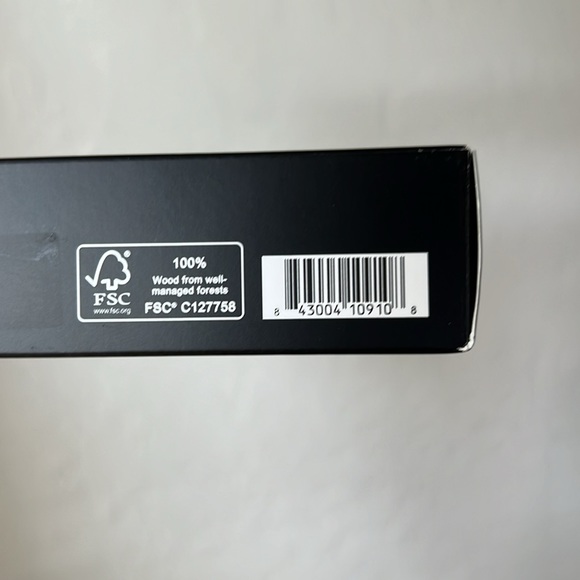 FSC
www.fsc.org
100%
Wood from well-
managed forests
FSC® C127758
8 43004 10910 8